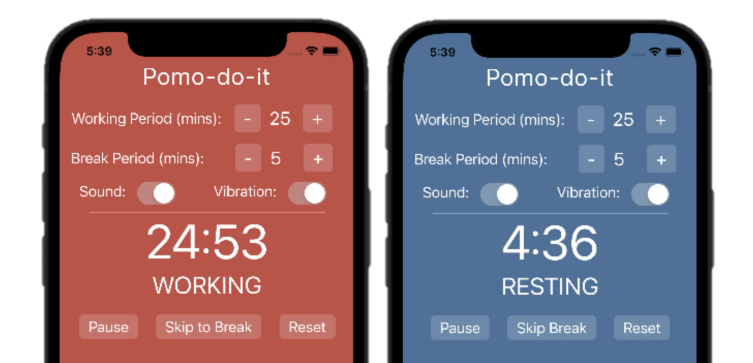 5:39
Pomo-do-it
Working Period (mins): - 25 +
Break Period (mins): - 5 +
Sound: Vibration:
24:53
WORKING
Pause Skip to Break Reset
5:39
Pomo-do-it
Working Period (mins): - 25 +
Break Period (mins): - 5 +
Sound: Vibration:
4:36
RESTING
Pause Skip Break Reset